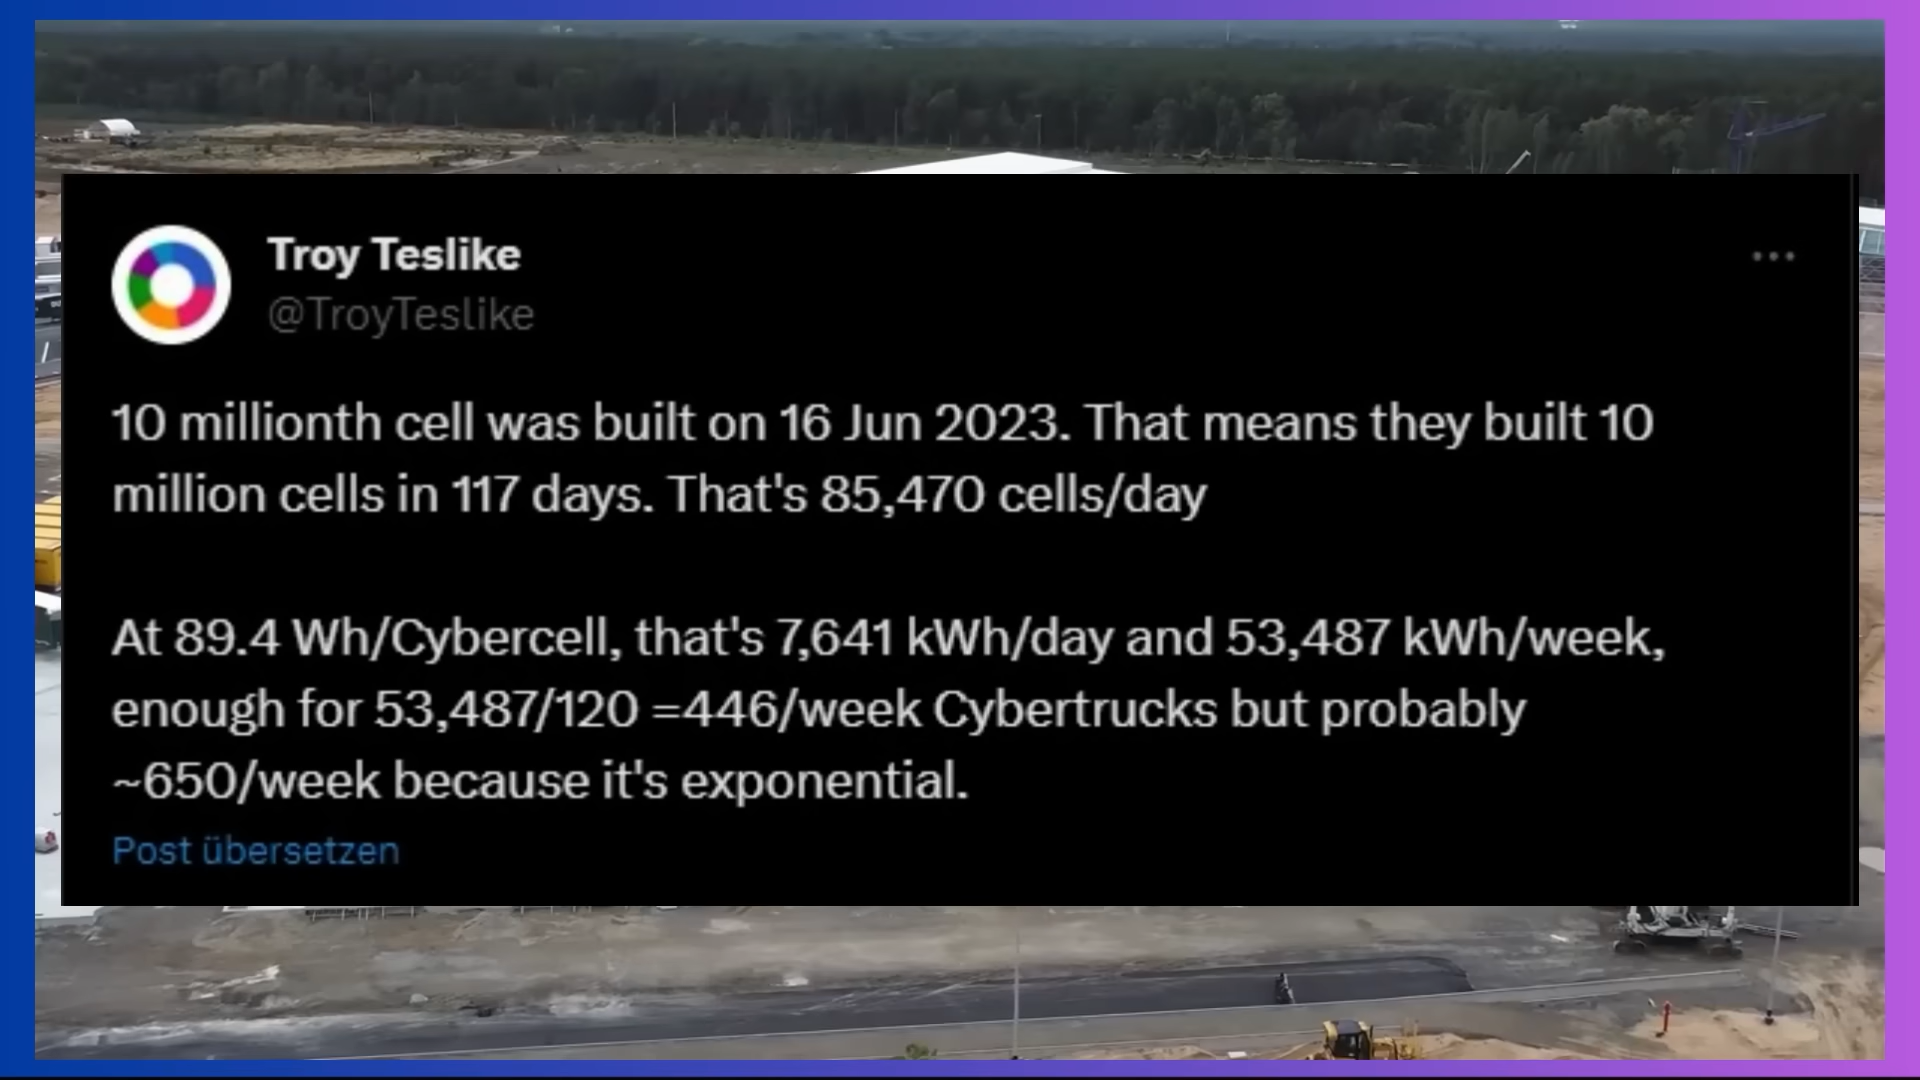 Troy Teslike
@TroyTeslike
10 millionth cell was built on 16 Jun 2023. That means they built 10
million cells in 117 days. That's 85,470 cells/day
At 89.4 Wh/Cybercell, that's 7,641 kWh/day and 53,487 kWh/week,
enough for 53,487/120 =446/week Cybertrucks but probably
~650/week because it's exponential.
Post übersetzen